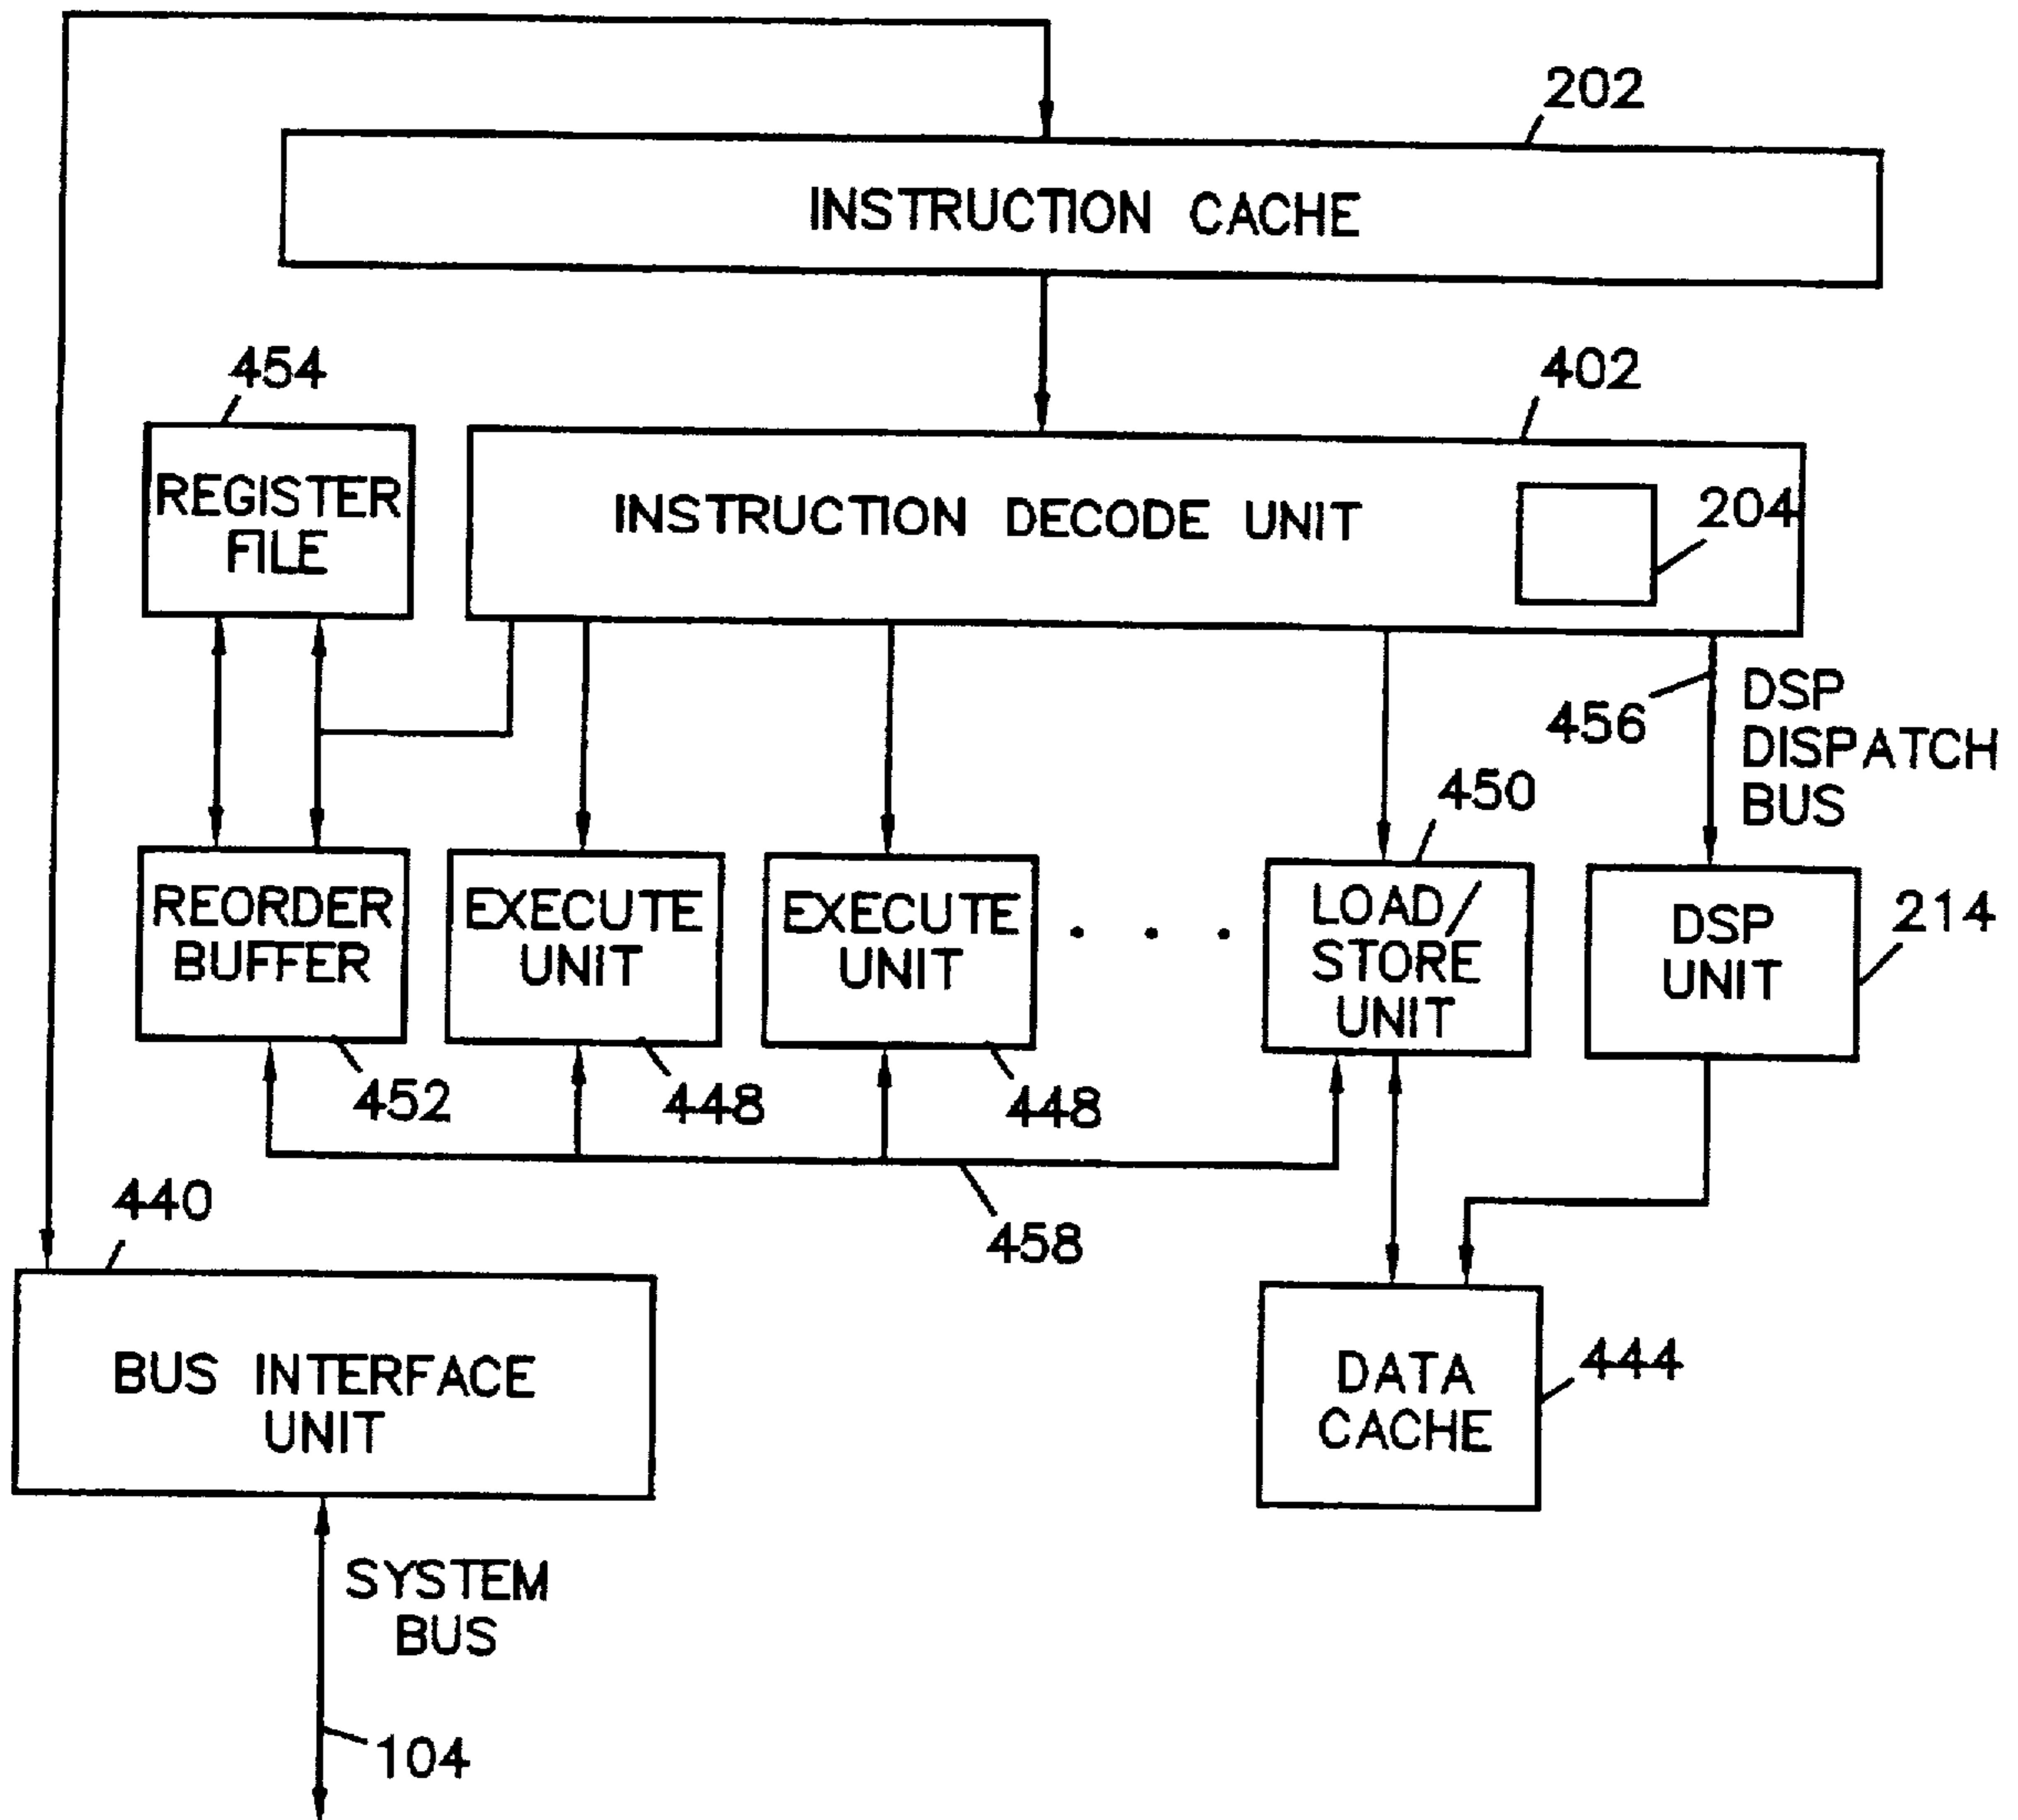 202
INSTRUCTION CACHE
454
402
REGISTER
FILE
INSTRUCTION DECODE UNIT
204
456
DSP
DISPATCH
BUS
450
REORDER
BUFFER
EXECUTE
UNIT
EXECUTE
UNIT
. . .
LOAD/
STORE
UNIT
DSP
UNIT
214
452
448
448
440
458
BUS INTERFACE
UNIT
DATA
CACHE
444
SYSTEM
BUS
104